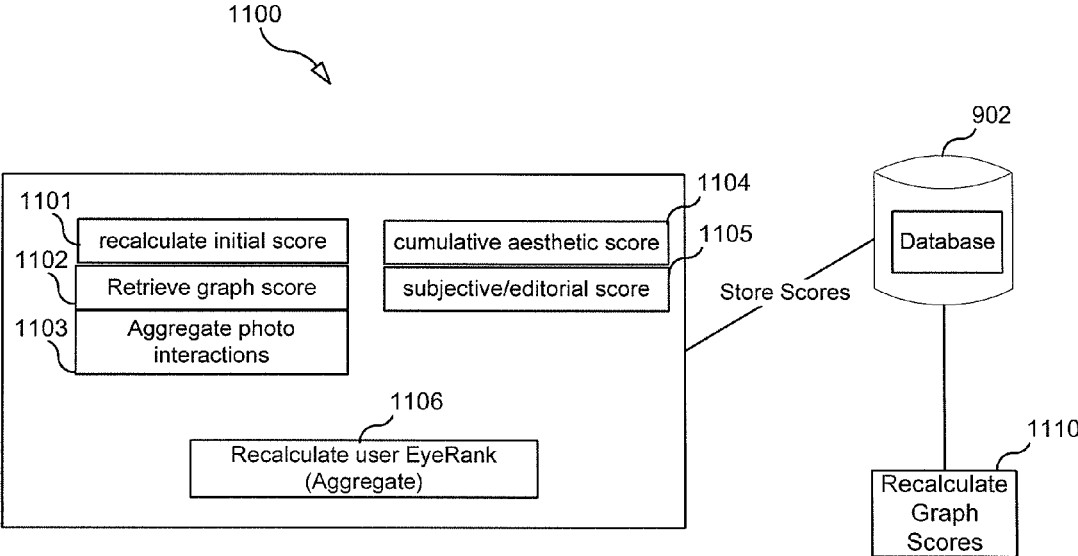 1100
902
1101
recalculate initial score
1102
Retrieve graph score
1103
Aggregate photo
interactions
1104
cumulative aesthetic score
1105
subjective/editorial score
1106
Recalculate user EyeRank
(Aggregate)
Store Scores
Database
1110
Recalculate
Graph
Scores